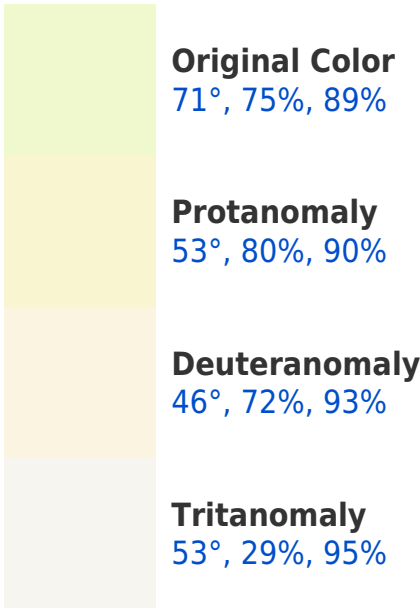 Original Color
71°, 75%, 89%
Protanomaly
53°, 80%, 90%
Deuteranomaly
46°, 72%, 93%
Tritanomaly
53°, 29%, 95%